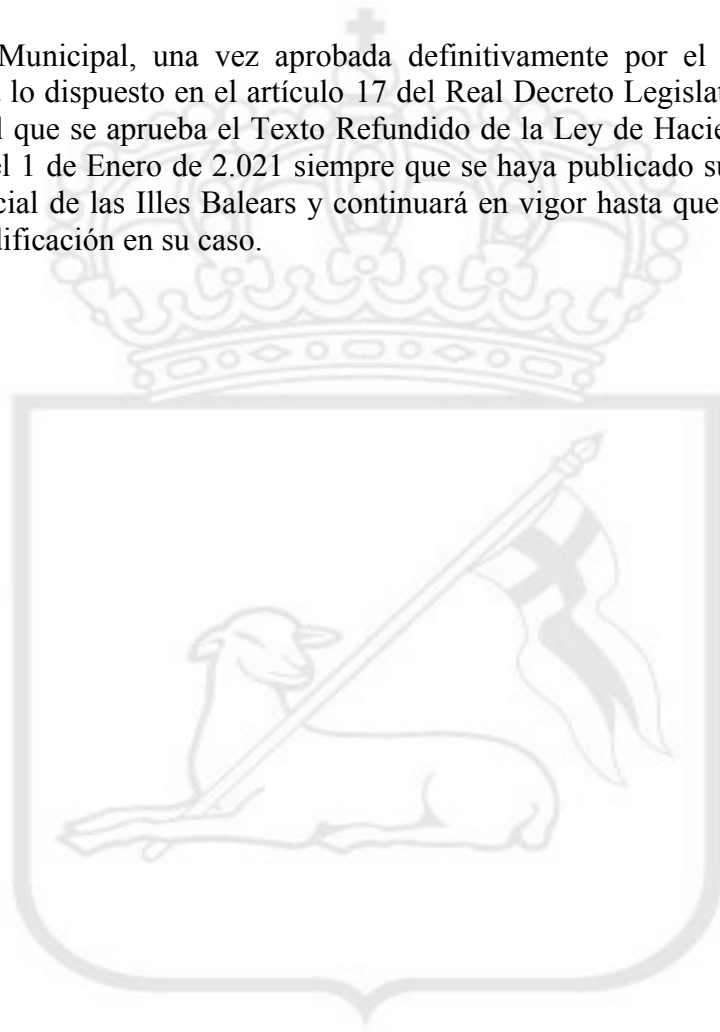 Municipal, una vez aprobada definitivamente por el
lo dispuesto en el artículo 17 del Real Decreto Legislat
l que se aprueba el Texto Refundido de la Ley de Hacie
el 1 de Enero de 2.021 siempre que se haya publicado su
cial de las Illes Balears y continuará en vigor hasta que
dificación en su caso.